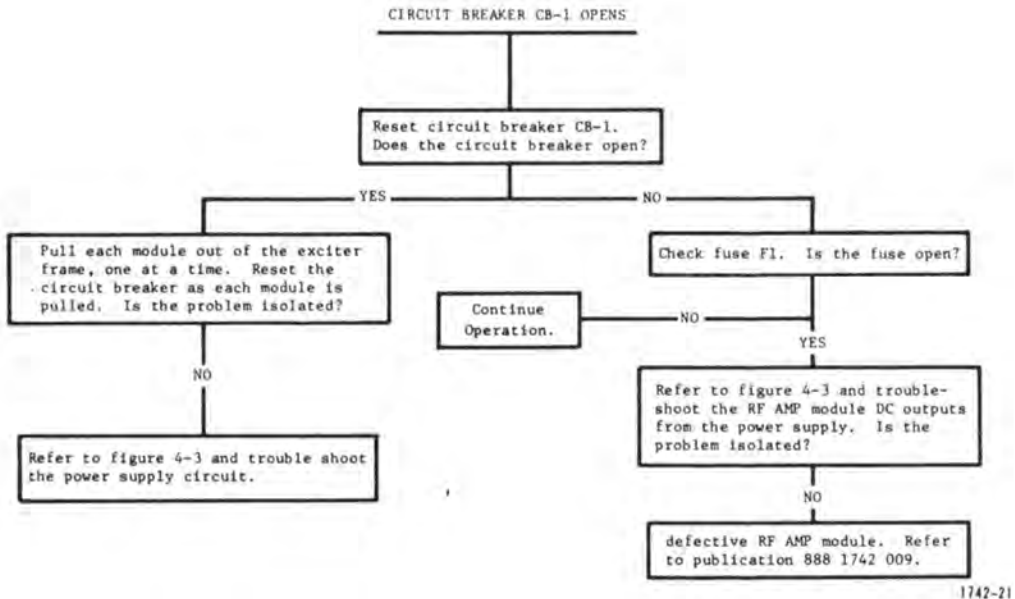 CIRCUIT BREAKER CB-1 OPENS
Reset circuit breaker CB-1.
Does the circuit breaker open?
YES
NO
Pull each module out of the exciter
frame, one at a time. Reset the
circuit breaker as each module is
pulled. Is the problem isolated?
Check fuse F1. Is the fuse open?
Continue
Operation.
NO
YES
NO
Refer to figure 4-3 and trouble-
shoot the RF AMP module DC outputs
from the power supply. Is the
problem isolated?
Refer to figure 4-3 and trouble shoot
the power supply circuit.
NO
defective RF AMP module. Refer
to publication 888 1742 009.
1742-21